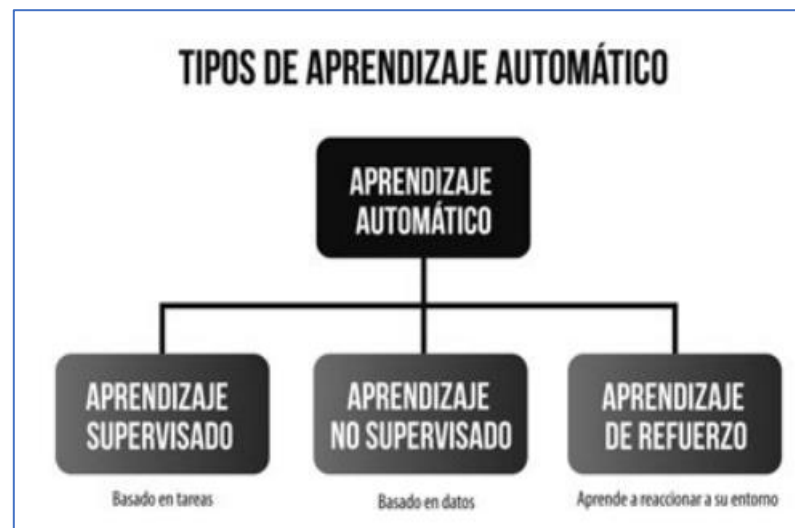 TIPOS DE APRENDIZAJE AUTOMÁTICO
APRENDIZAJE
AUTOMÁTICO
APRENDIZAJE
SUPERVISADO
Basado en tareas
APRENDIZAJE
NO SUPERVISADO
Basado en datos
APRENDIZAJE
DE REFUERZO
Aprende a reaccionar a su entorno